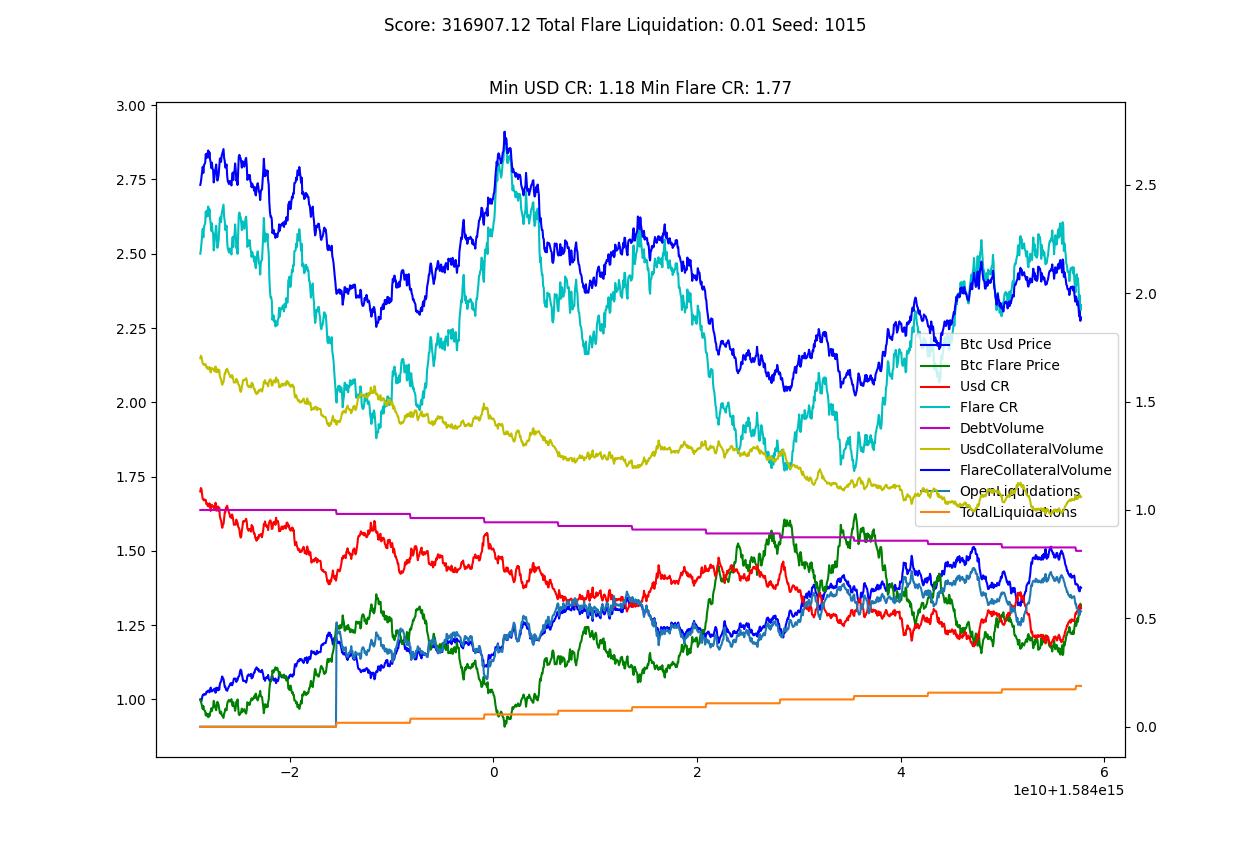 Score: 316907.12 Total Flare Liquidation: 0.01 Seed: 1015
Min USD CR: 1.18 Min Flare CR: 1.77
3.00
2.75
2.50
2.25
2.00
1.75
1.50
1.25
1.00
2.5
2.0
1.5
1.0
0.5
0.0
Btc Usd Price
Btc Flare Price
Usd CR
Flare CR
DebtVolume
UsdCollateralVolume
FlareCollateralVolume
OpenLiquidations
TotalLiquidations
−2 0 2 4 6
1e10+1.584e15